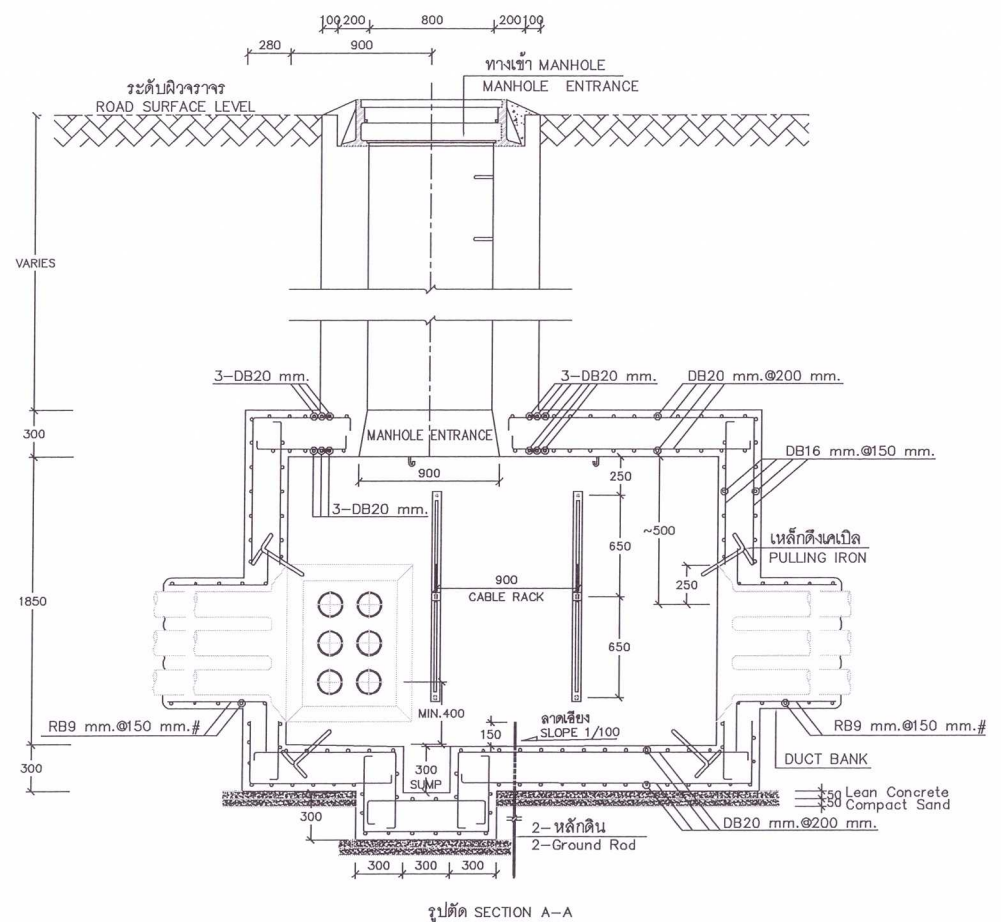 100 200 800 200 100
280 900
ทางเข้า MANHOLE
MANHOLE ENTRANCE
ระดับผิวจราจร
ROAD SURFACE LEVEL
VARIES
3-DB20 mm. 3-DB20 mm. DB20 mm.@200 mm.
300
MANHOLE ENTRANCE
DB16 mm.@150 mm.
900
250
3-DB20 mm.
~500
เหล็กดึงเคเบิล
PULLING IRON
650
900
250
CABLE RACK
1850
650
MIN.400
ลาดเอียง
SLOPE 1/100
RB9 mm.@150 mm.# RB9 mm.@150 mm.#
150
DUCT BANK
300
300
SUMP
50 Lean Concrete
50 Compact Sand
300
2-หลักดิน
DB20 mm.@200 mm.
2-Ground Rod
300 300 300
รูปตัด SECTION A-A